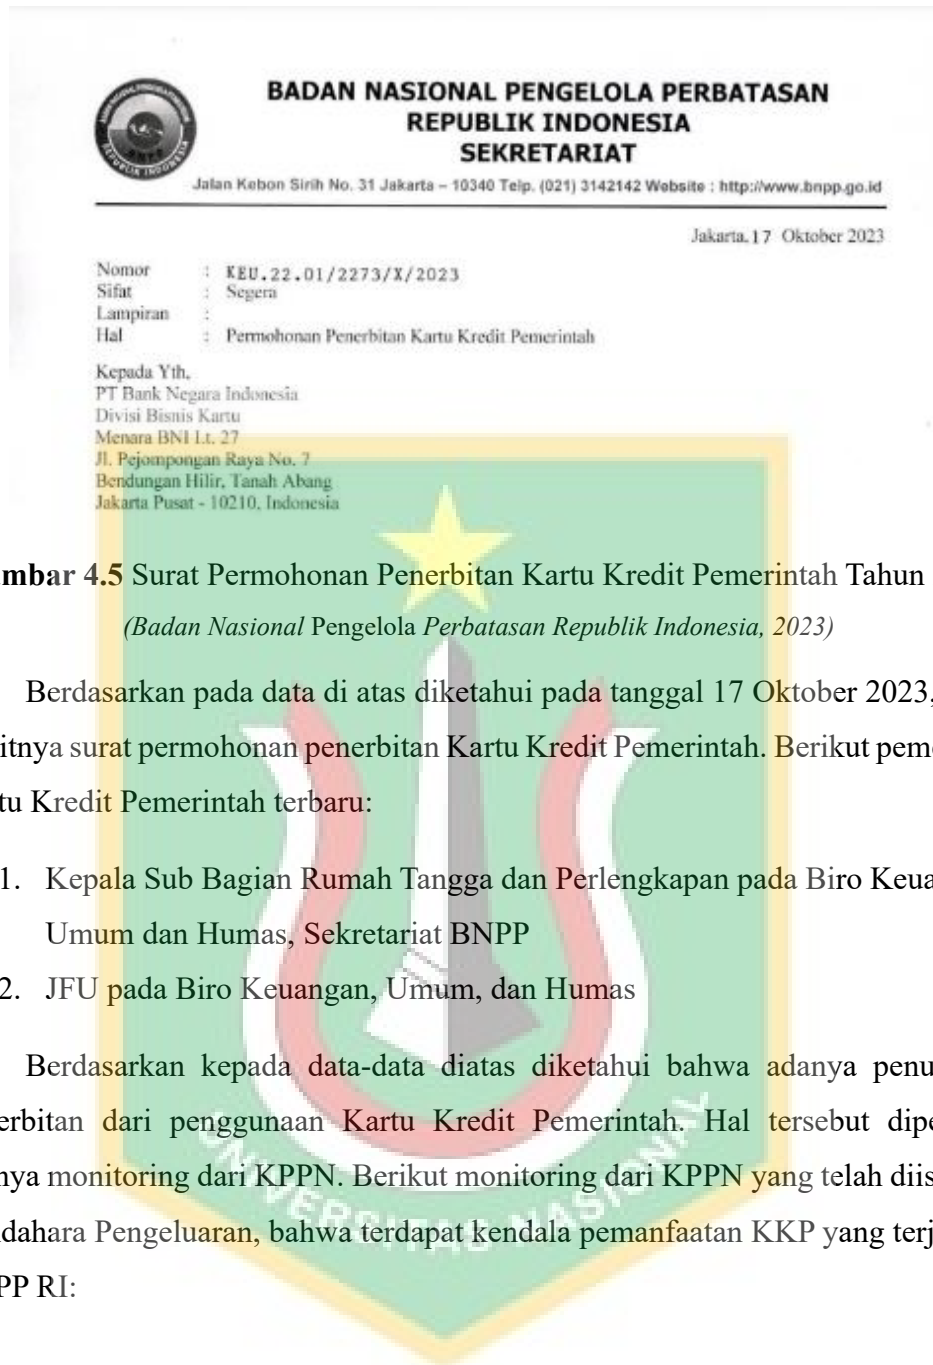 BADAN NASIONAL PENGELOLA PERBATASAN
REPUBLIK INDONESIA
SEKRETARIAT
Jalan Kebon Sirih No. 31 Jakarta – 10340 Telp. (021) 3142142 Website : http://www.bnpp.go.id
Jakarta, 17 Oktober 2023
Nomor : KEU.22.01/2273/X/2023
Sifat : Segera
Lampiran :
Hal : Permohonan Penerbitan Kartu Kredit Pemerintah
Kepada Yth,
PT Bank Negara Indonesia
Divisi Bisnis Kartu
Menara BNI Lt. 27
Jl. Pejompongan Raya No. 7
Bendungan Hilir, Tanah Abang
Jakarta Pusat - 10210, Indonesia
mbar 4.5 Surat Permohonan Penerbitan Kartu Kredit Pemerintah Tahun
(Badan Nasional Pengelola Perbatasan Republik Indonesia, 2023)
Berdasarkan pada data di atas diketahui pada tanggal 17 Oktober 2023,
itnya surat permohonan penerbitan Kartu Kredit Pemerintah. Berikut peme
tu Kredit Pemerintah terbaru:
1. Kepala Sub Bagian Rumah Tangga dan Perlengkapan pada Biro Keua
Umum dan Humas, Sekretariat BNPP
2. JFU pada Biro Keuangan, Umum, dan Humas
Berdasarkan kepada data-data diatas diketahui bahwa adanya penu
erbitan dari penggunaan Kartu Kredit Pemerintah. Hal tersebut dipe
nya monitoring dari KPPN. Berikut monitoring dari KPPN yang telah diis
dahara Pengeluaran, bahwa terdapat kendala pemanfaatan KKP yang terj
PP RI:
UNIVERSITAS NASIONAL